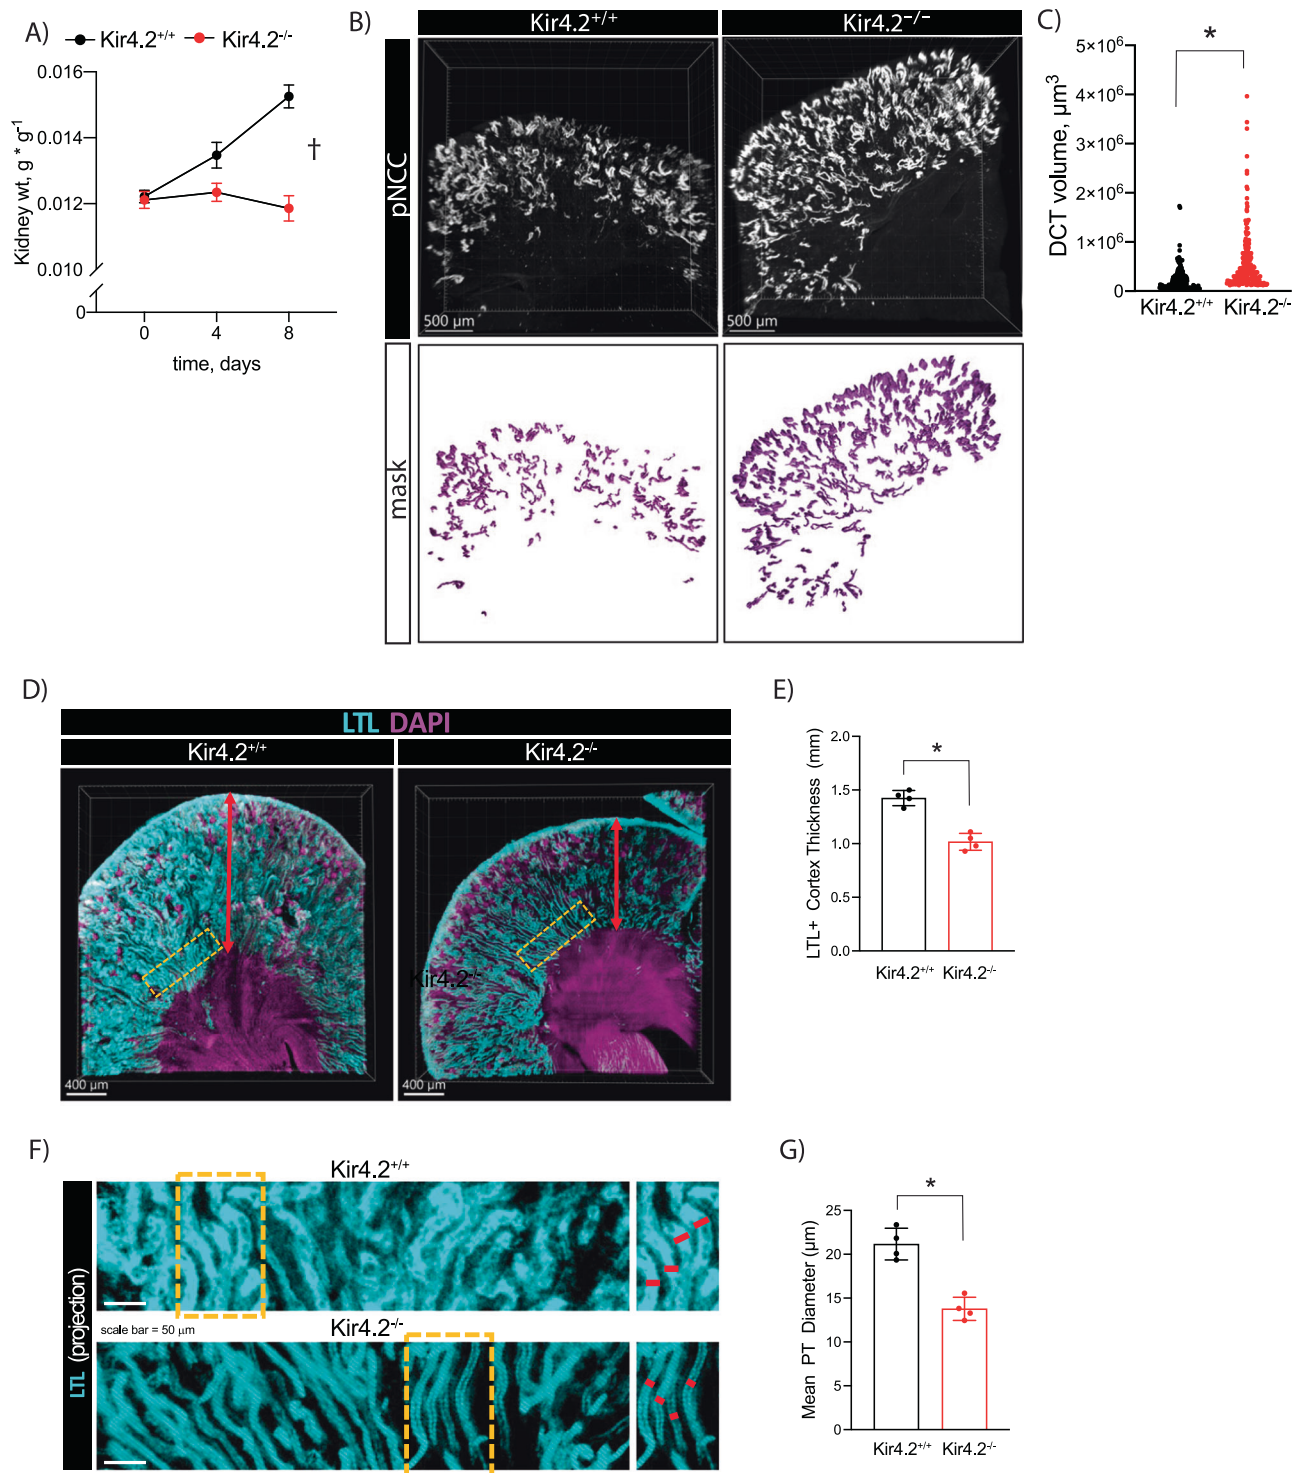 A)
Kir4.2+/+ Kir4.2-/-
Kidney wt, g * g-1
0.016
0.014
0.012
0.010
0
†
0 4 8
time, days
B)
Kir4.2+/+ Kir4.2−/−
pNCC
500 µm 500 µm
mask
C)
DCT volume, µm³
5×10⁶
4×10⁶
3×10⁶
2×10⁶
1×10⁶
0
*
Kir4.2+/+ Kir4.2-/-
D)
LTL DAPI
Kir4.2+/+ Kir4.2-/-
Kir4.2-/-
400 µm 400 µm
E)
LTL+ Cortex Thickness (mm)
2.0
1.5
1.0
0.5
0.0
*
Kir4.2+/+ Kir4.2-/-
F)
Kir4.2+/+
LTL (projection)
scale bar = 50 µm
Kir4.2-/-
G)
Mean PT Diameter (µm)
25
20
15
10
5
0
*
Kir4.2+/+ Kir4.2-/-